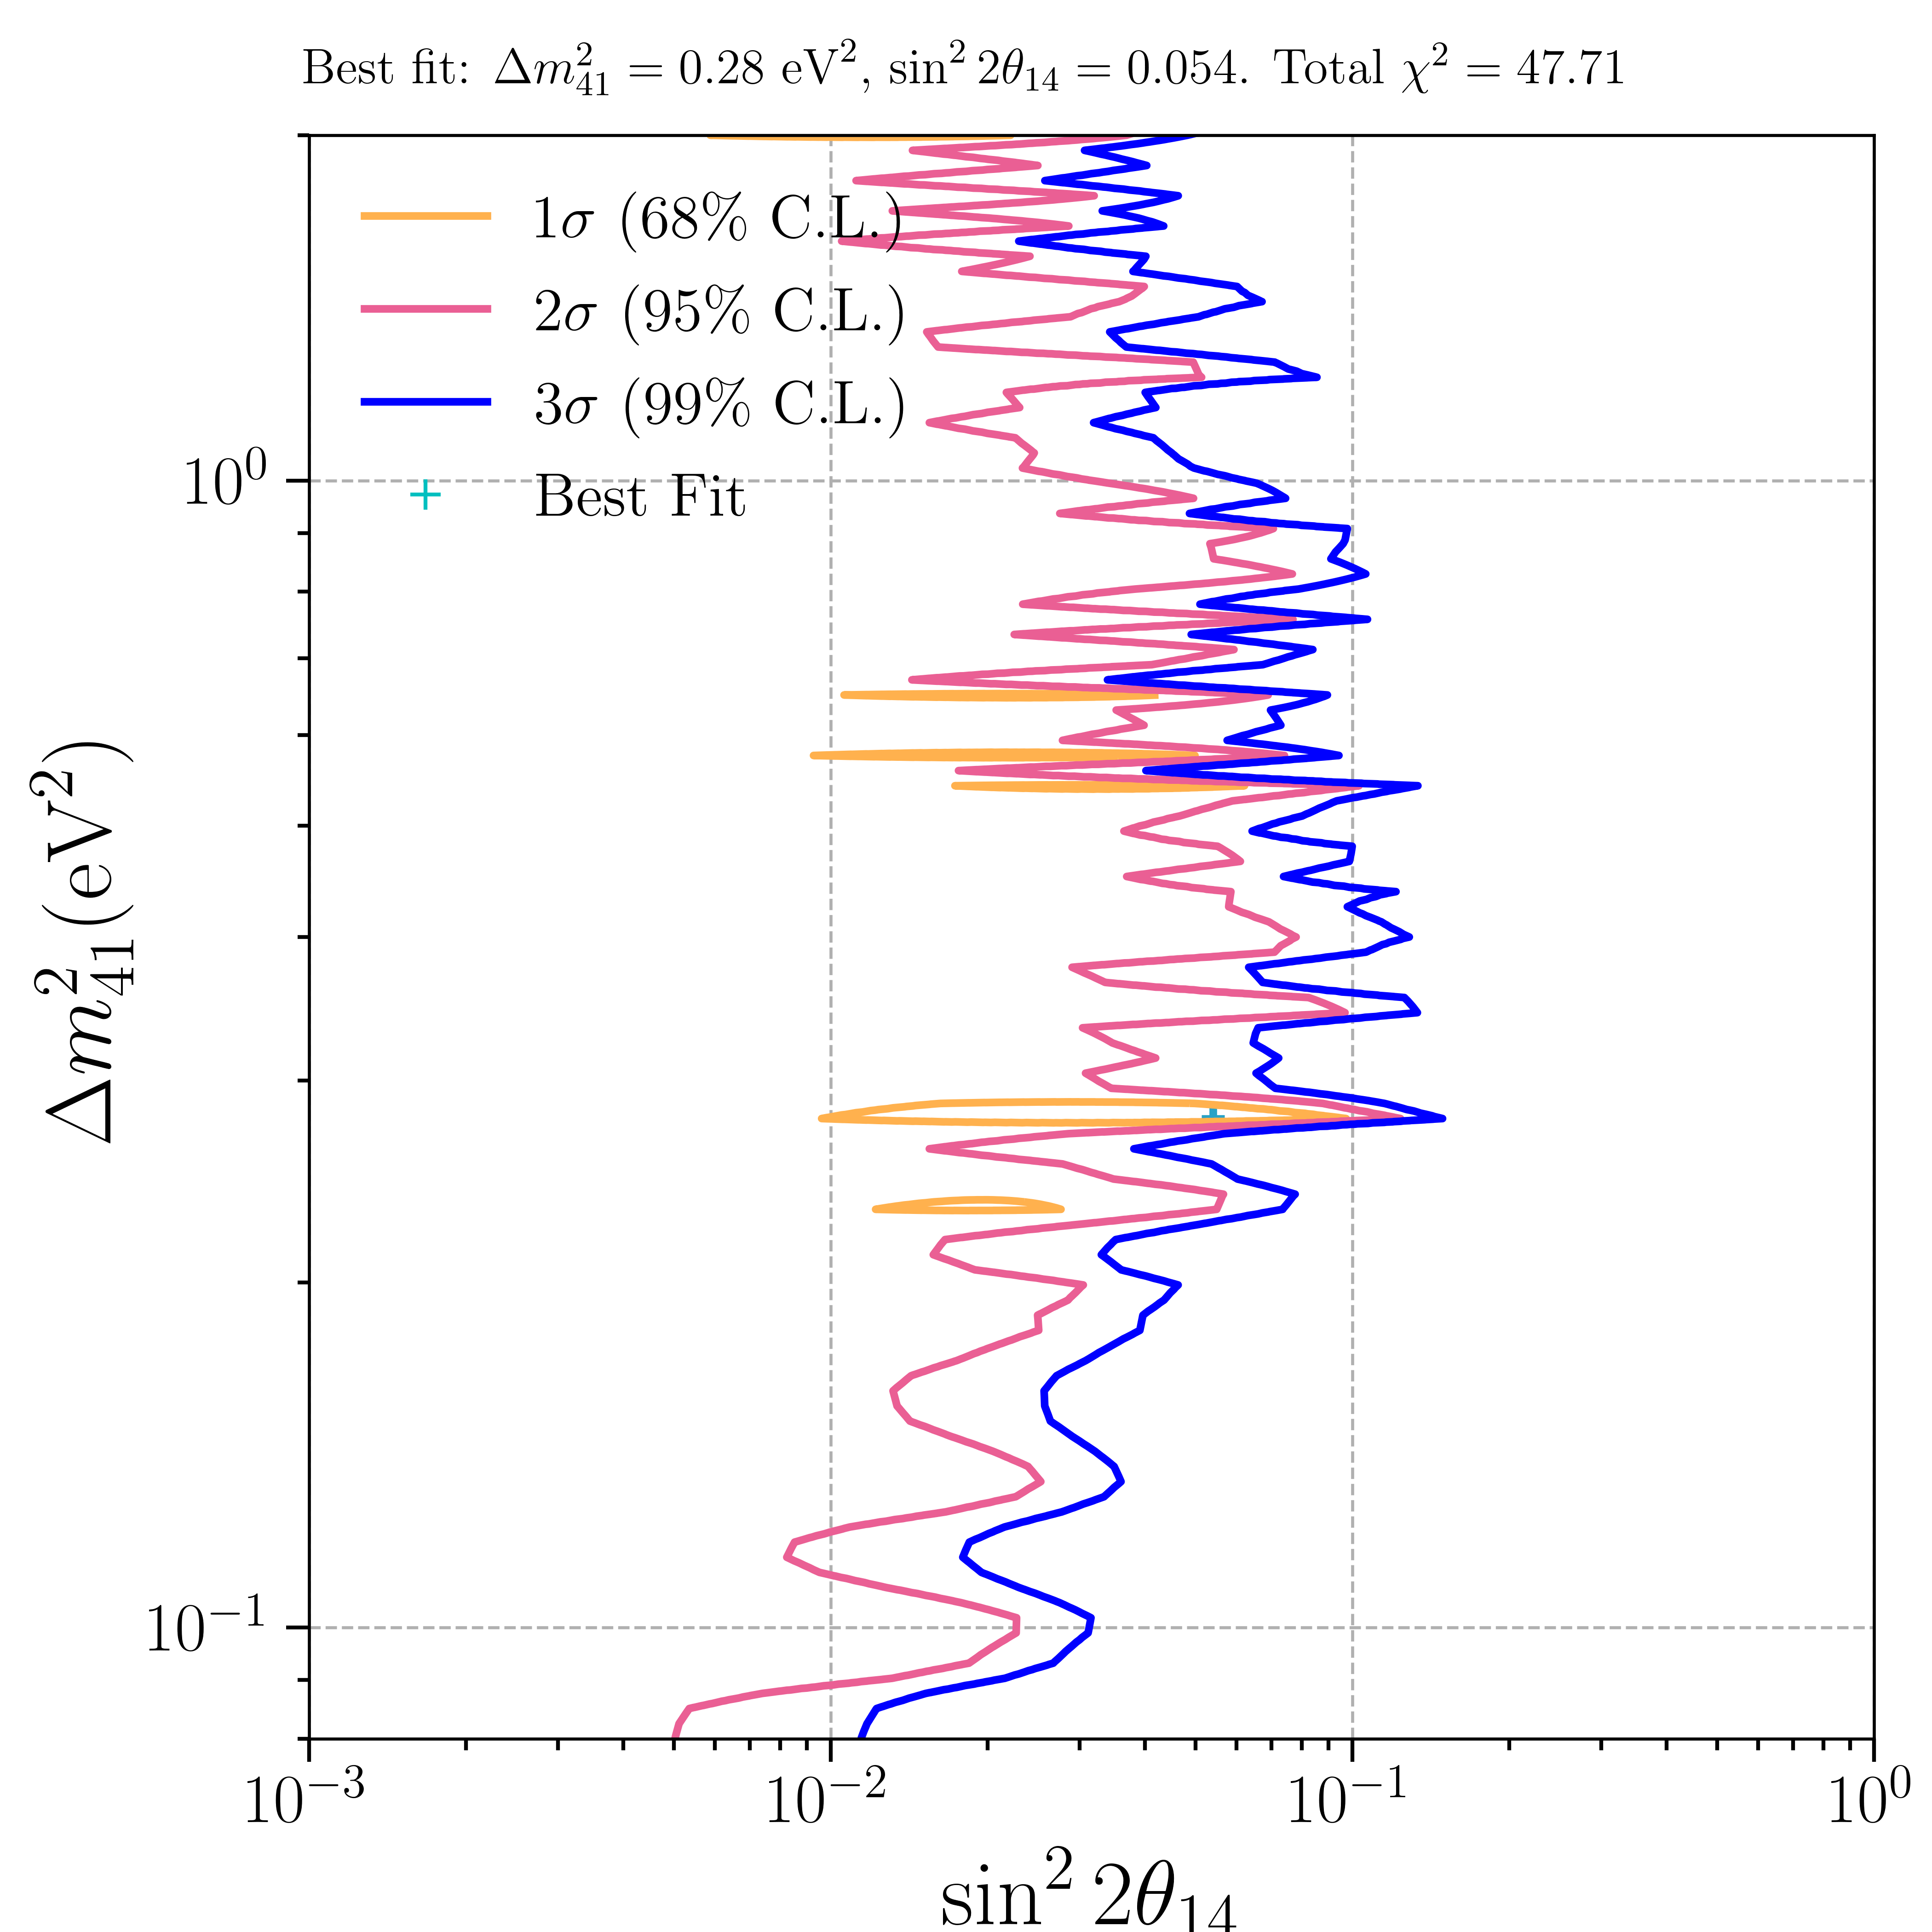 Best fit: Δm²₄₁ = 0.28 eV², sin² 2θ₁₄ = 0.054. Total χ² = 47.71
1σ (68% C.L.)
2σ (95% C.L.)
3σ (99% C.L.)
Best Fit
10⁰
10⁻¹
Δm²₄₁(eV²)
10⁻³ 10⁻² 10⁻¹ 10⁰
sin² 2θ₁₄